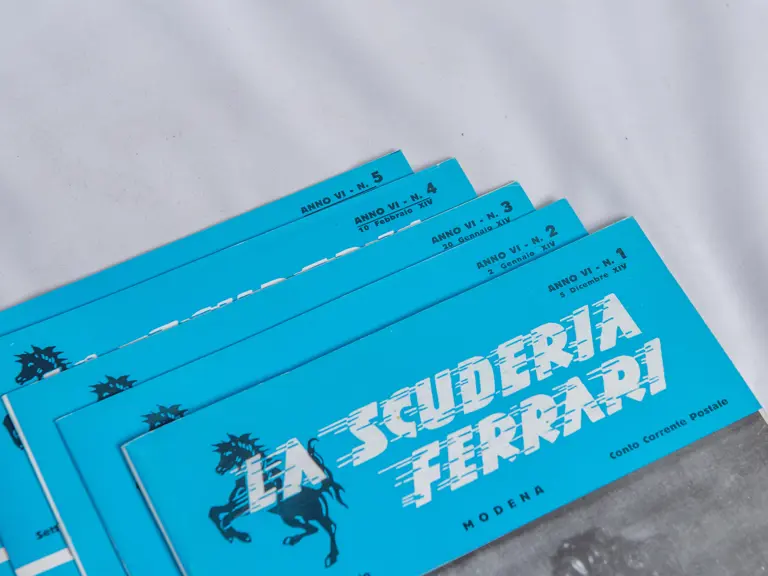 ANNO VI - N. 5
ANNO VI - N. 4
10 Febbraio XIV
ANNO VI - N. 3
20 Gennaio XIV
ANNO VI - N. 2
2 Gennaio XIV
ANNO VI - N. 1
5 Dicembre XIV
LA SCUDERIA
FERRARI
MODENA
Conto Corrente Postale